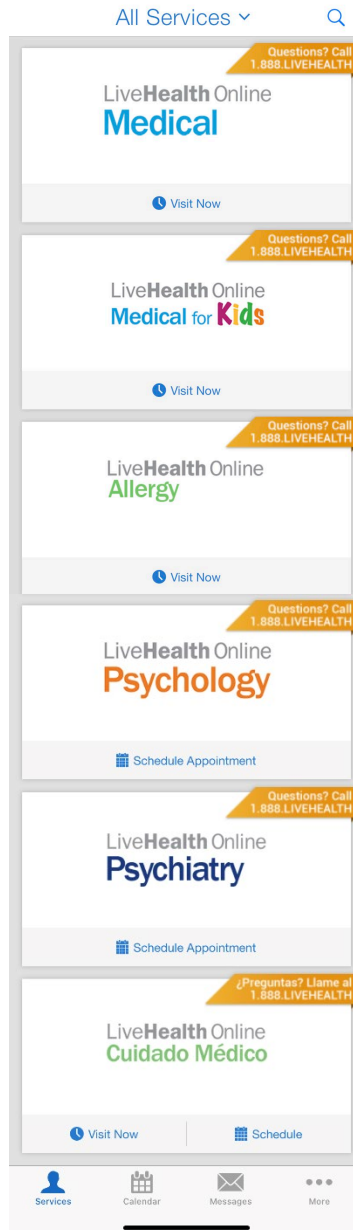 All Services
Questions? Call
1.888.LIVEHEALTH
LiveHealth Online
Medical
Visit Now
Questions? Call
1.888.LIVEHEALTH
LiveHealth Online
Medical for Kids
Visit Now
Questions? Call
1.888.LIVEHEALTH
LiveHealth Online
Allergy
Visit Now
Questions? Call
1.888.LIVEHEALTH
LiveHealth Online
Psychology
Schedule Appointment
Questions? Call
1.888.LIVEHEALTH
LiveHealth Online
Psychiatry
Schedule Appointment
¿Preguntas? Llame al
1.888.LIVEHEALTH
LiveHealth Online
Cuidado Médico
Visit Now Schedule
Services Calendar Messages More